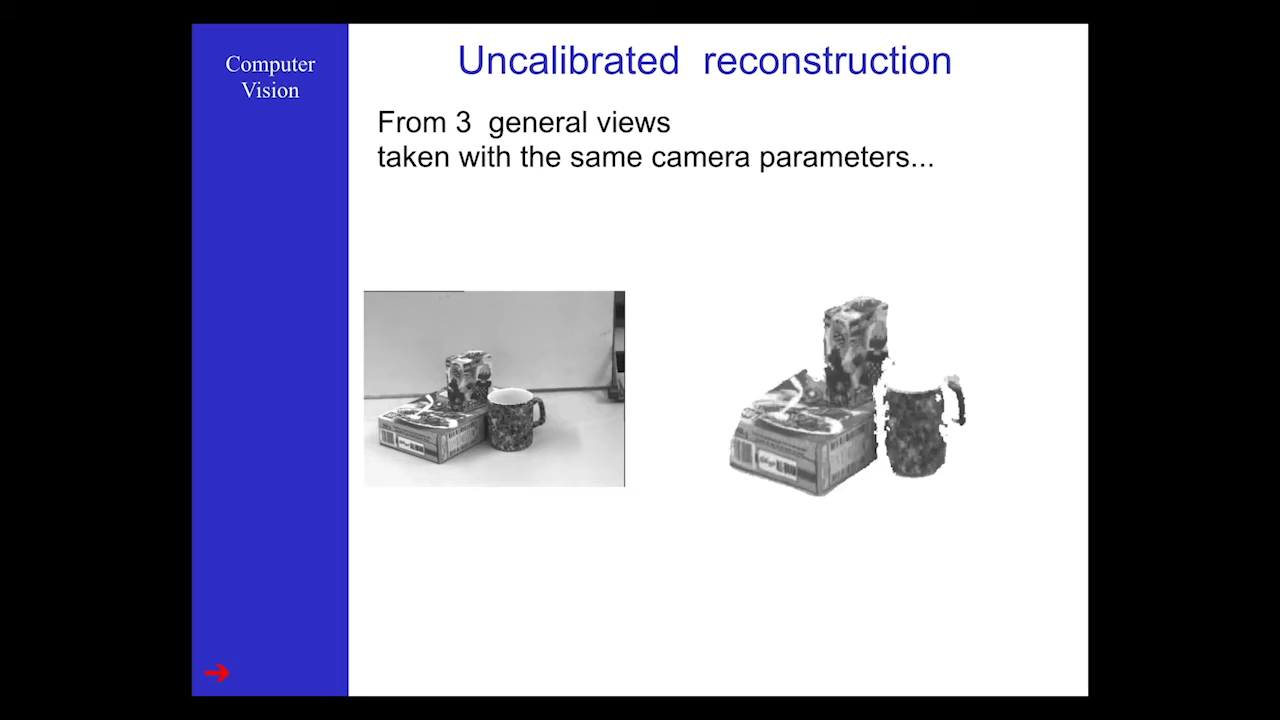 Computer
Vision
Uncalibrated reconstruction
From 3 general views
taken with the same camera parameters...